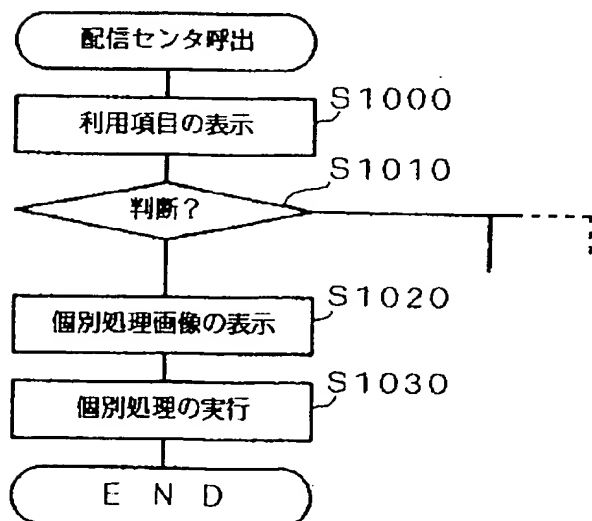 配信センタ呼出
S1000
利用項目の表示
S1010
判断?
S1020
個別処理画像の表示
S1030
個別処理の実行
E N D